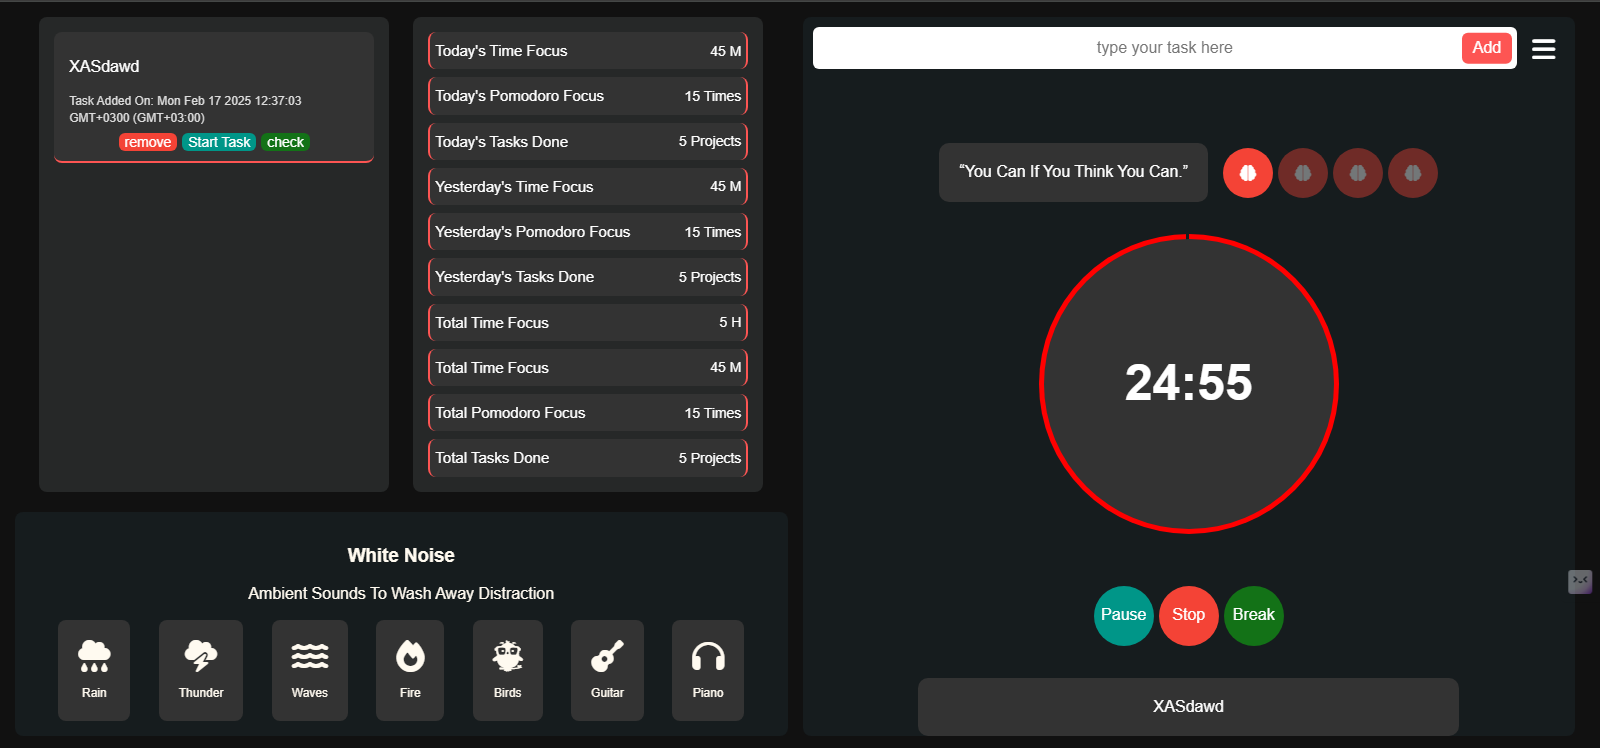 XASdawd
Task Added On: Mon Feb 17 2025 12:37:03
GMT+0300 (GMT+03:00)
remove Start Task check
Today's Time Focus 45 M
Today's Pomodoro Focus 15 Times
Today's Tasks Done 5 Projects
Yesterday's Time Focus 45 M
Yesterday's Pomodoro Focus 15 Times
Yesterday's Tasks Done 5 Projects
Total Time Focus 5 H
Total Time Focus 45 M
Total Pomodoro Focus 15 Times
Total Tasks Done 5 Projects
White Noise
Ambient Sounds To Wash Away Distraction
Rain Thunder Waves Fire Birds Guitar Piano
type your task here Add
“You Can If You Think You Can.”
24:55
Pause Stop Break
XASdawd